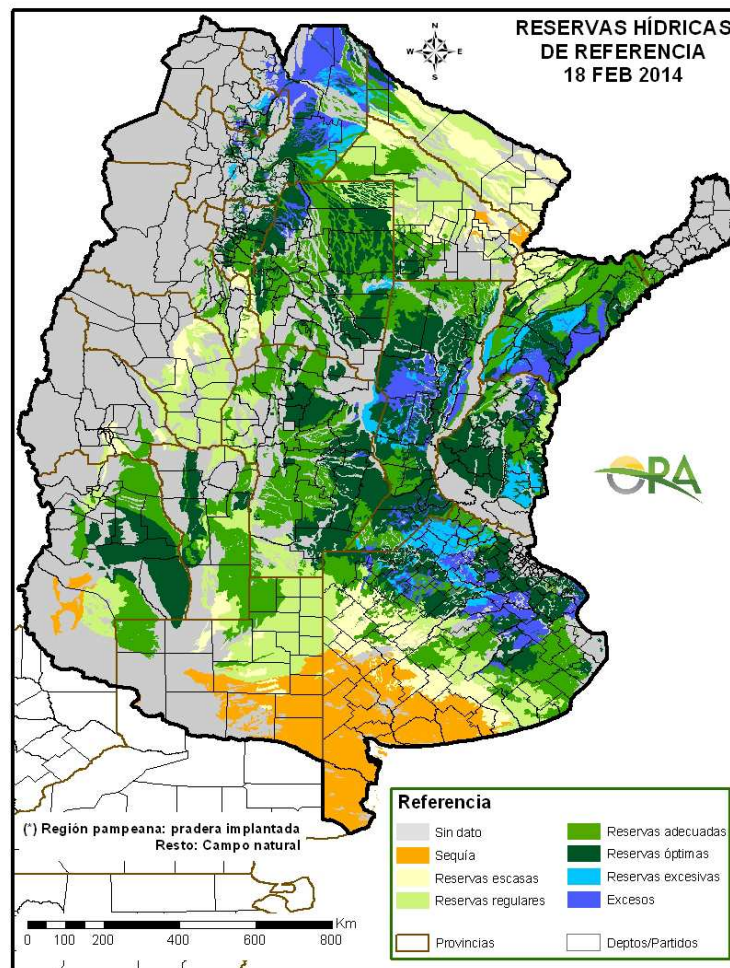 RESERVAS HÍDRICAS
DE REFERENCIA
18 FEB 2014
N
W E
S
ORA
(*) Región pampeana: pradera implantada
Resto: Campo natural
Referencia
Sin dato
Sequía
Reservas escasas
Reservas regulares
Reservas adecuadas
Reservas óptimas
Reservas excesivas
Excesos
Provincias
Deptos/Partidos
Km
0 50 100 200 400 600 800